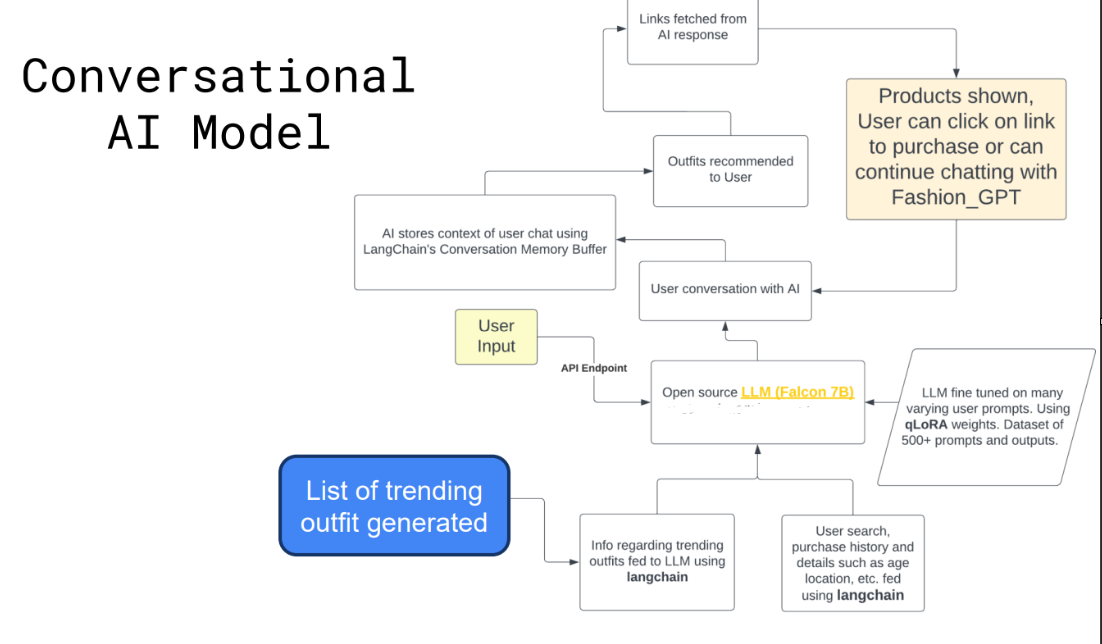 Conversational
AI Model
Links fetched from
AI response
Products shown,
User can click on link
to purchase or can
continue chatting with
Fashion_GPT
Outfits recommended
to User
AI stores context of user chat using
LangChain's Conversation Memory Buffer
User conversation with AI
User
Input
API Endpoint
Open source LLM (Falcon 7B)
LLM fine tuned on many
varying user prompts. Using
qLoRA weights. Dataset of
500+ prompts and outputs.
List of trending
outfit generated
Info regarding trending
outfits fed to LLM using
langchain
User search,
purchase history and
details such as age
location, etc. fed
using langchain